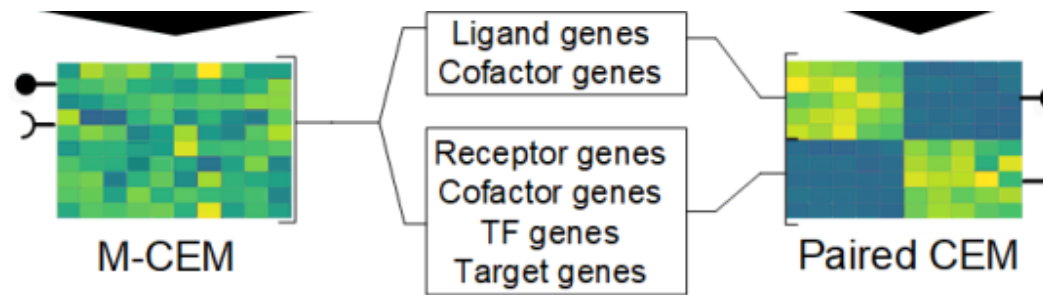 Ligand genes
Cofactor genes
Receptor genes
Cofactor genes
TF genes
Target genes
M-CEM
Paired CEM